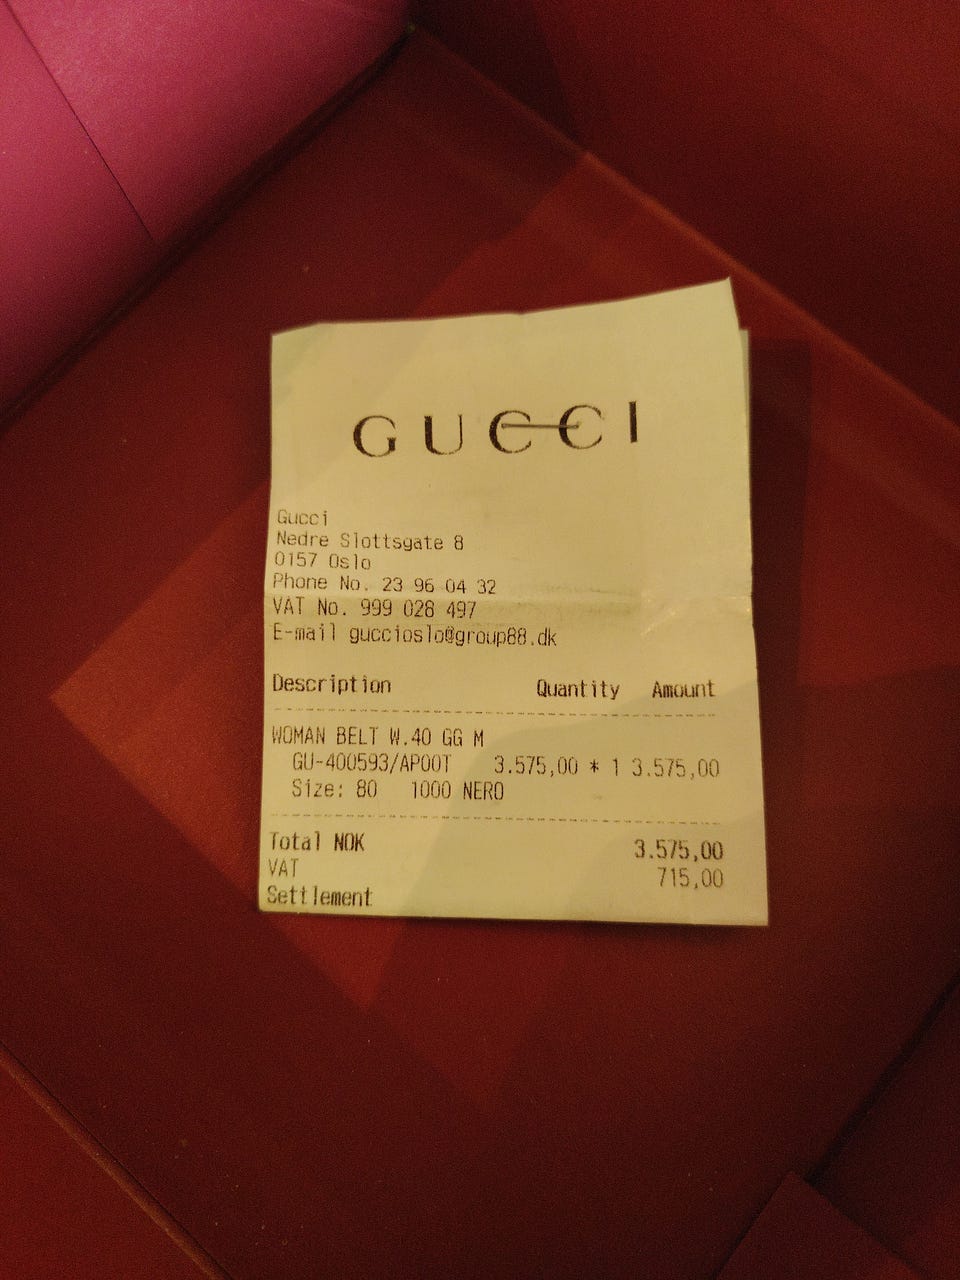 GUCCI
Gucci
Nedre Slottsgate 8
0157 Oslo
Phone No. 23 96 04 32
VAT No. 999 028 497
E-mail guccioslo@group88.dk
Description Quantity Amount
WOMAN BELT W.40 GG M
GU-400593/AP00T 3.575,00 * 1 3.575,00
Size: 80 1000 NERO
Total NOK 3.575,00
VAT 715,00
Settlement